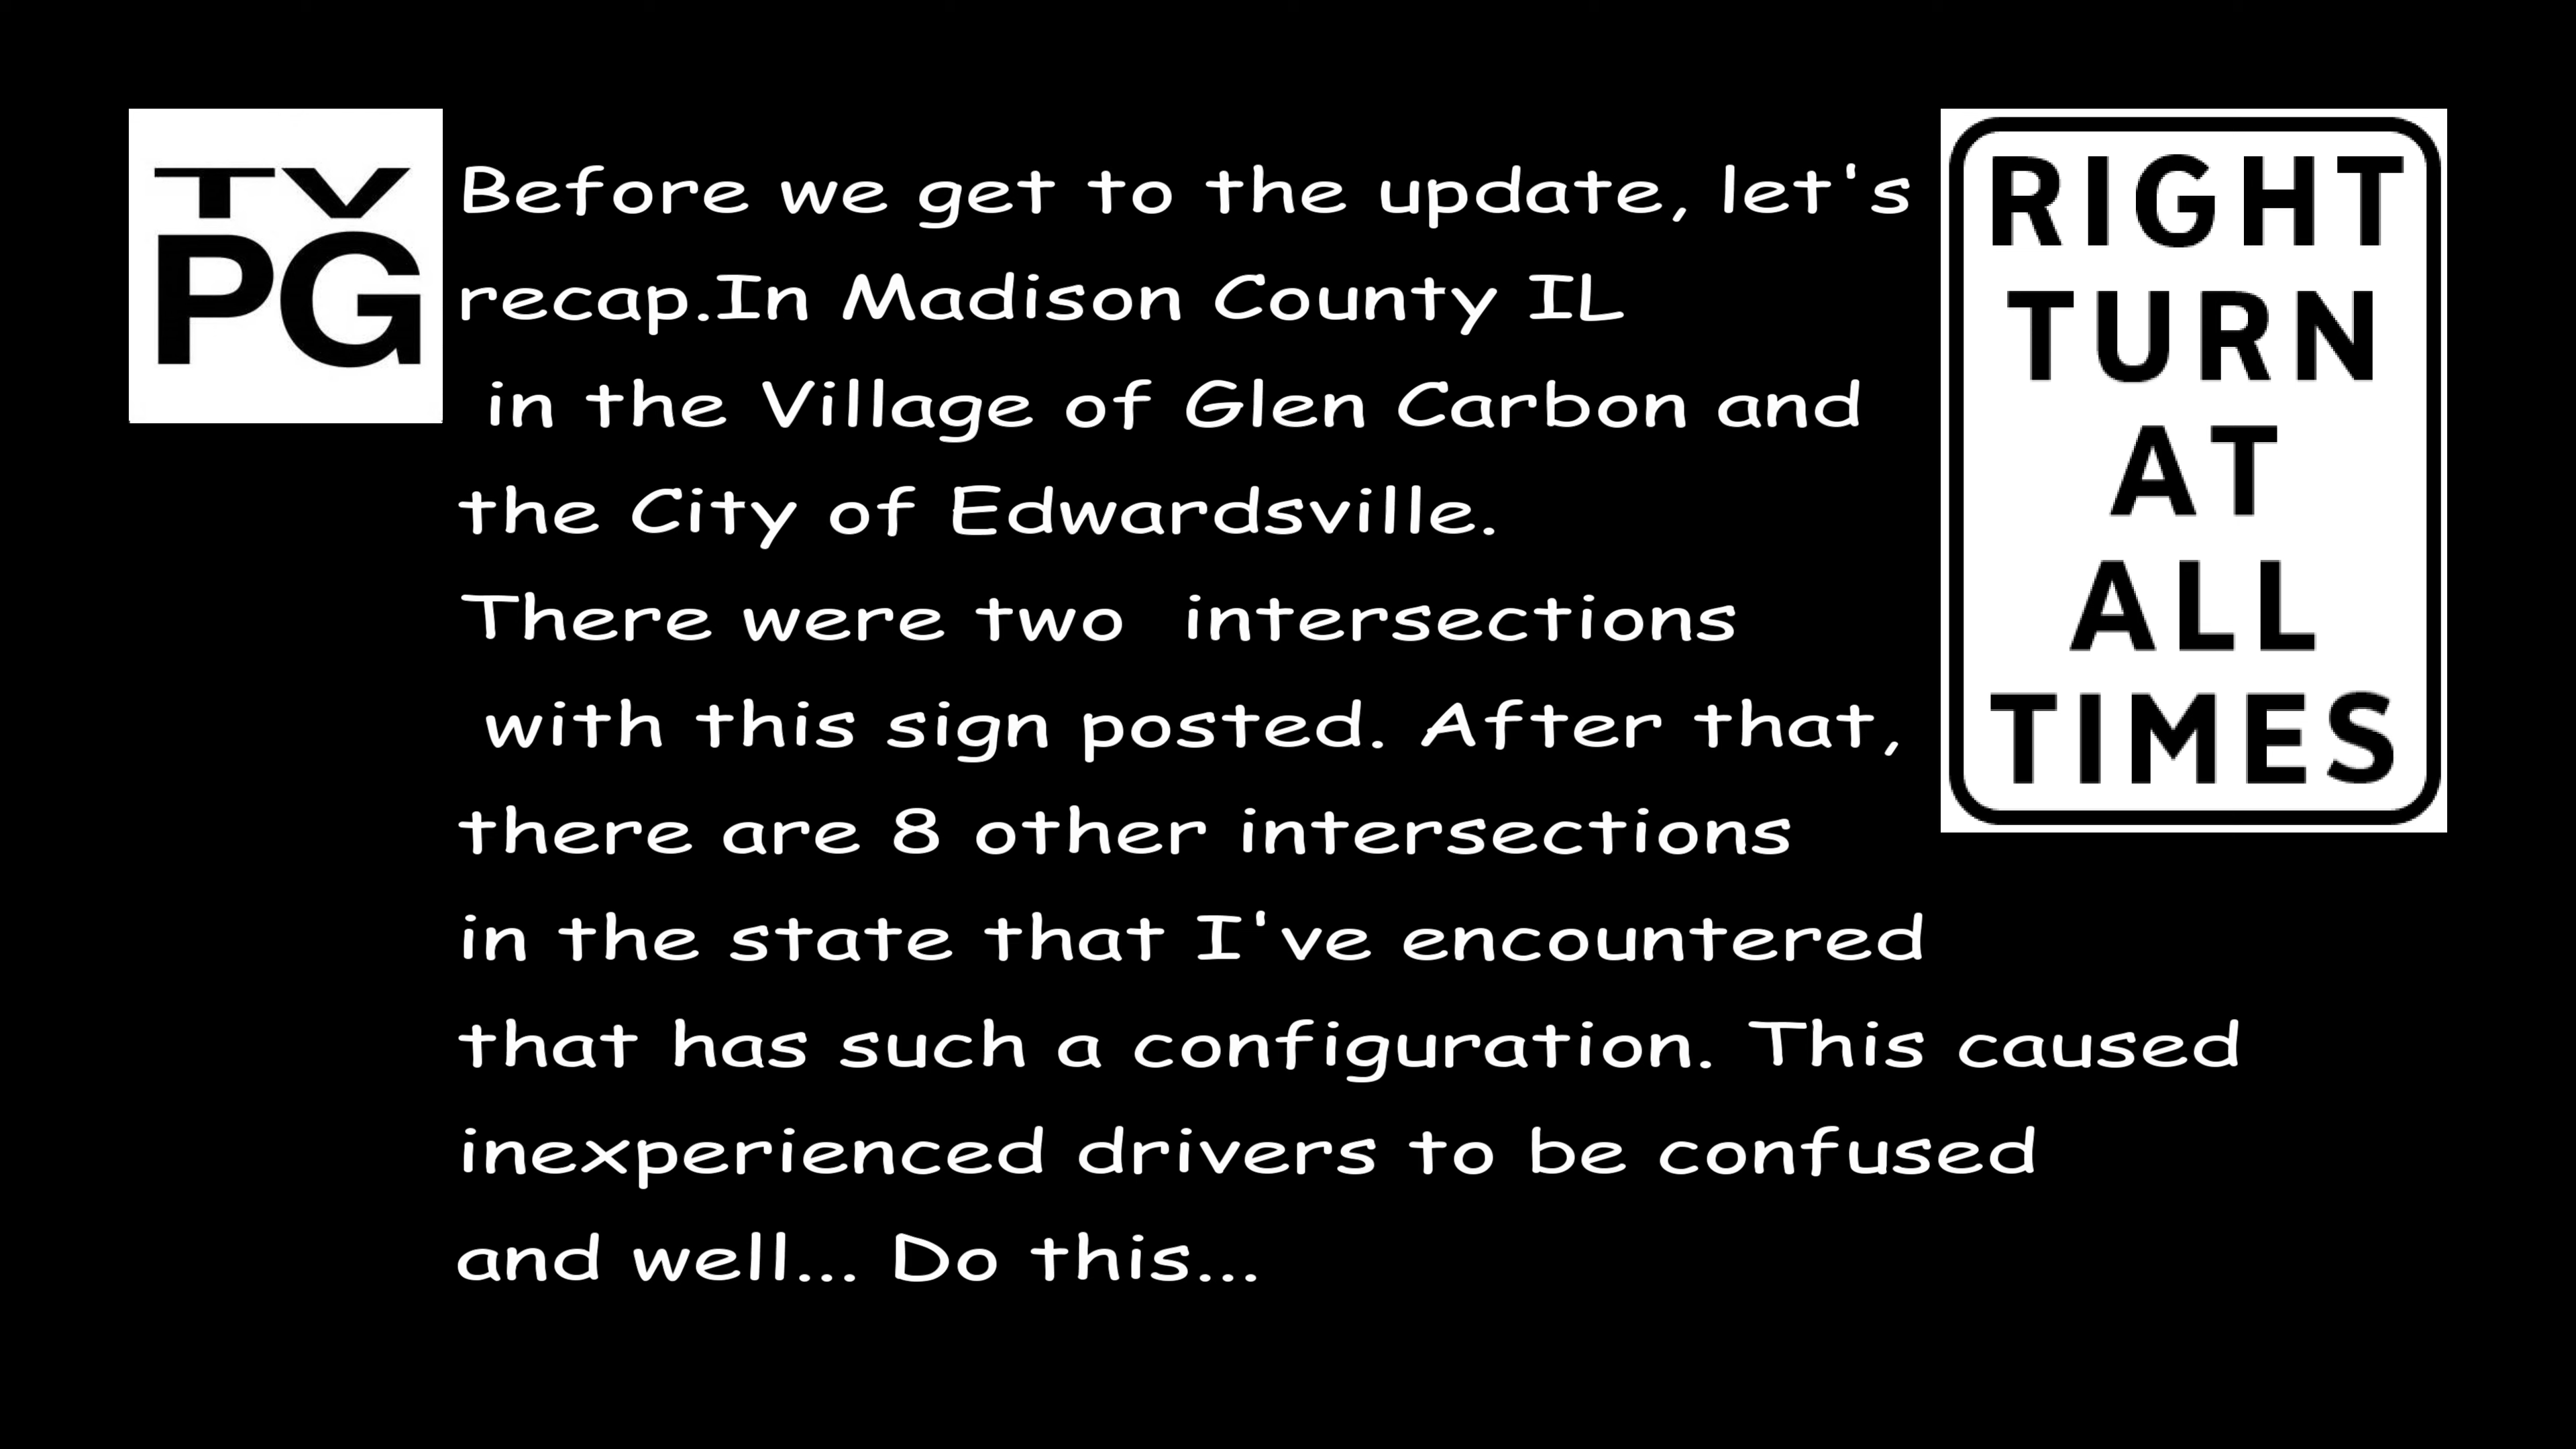 TV
PG
Before we get to the update, let's
recap.In Madison County IL
in the Village of Glen Carbon and
the City of Edwardsville.
There were two intersections
with this sign posted. After that,
there are 8 other intersections
in the state that I've encountered
that has such a configuration. This caused
inexperienced drivers to be confused
and well... Do this...
RIGHT
TURN
AT
ALL
TIMES